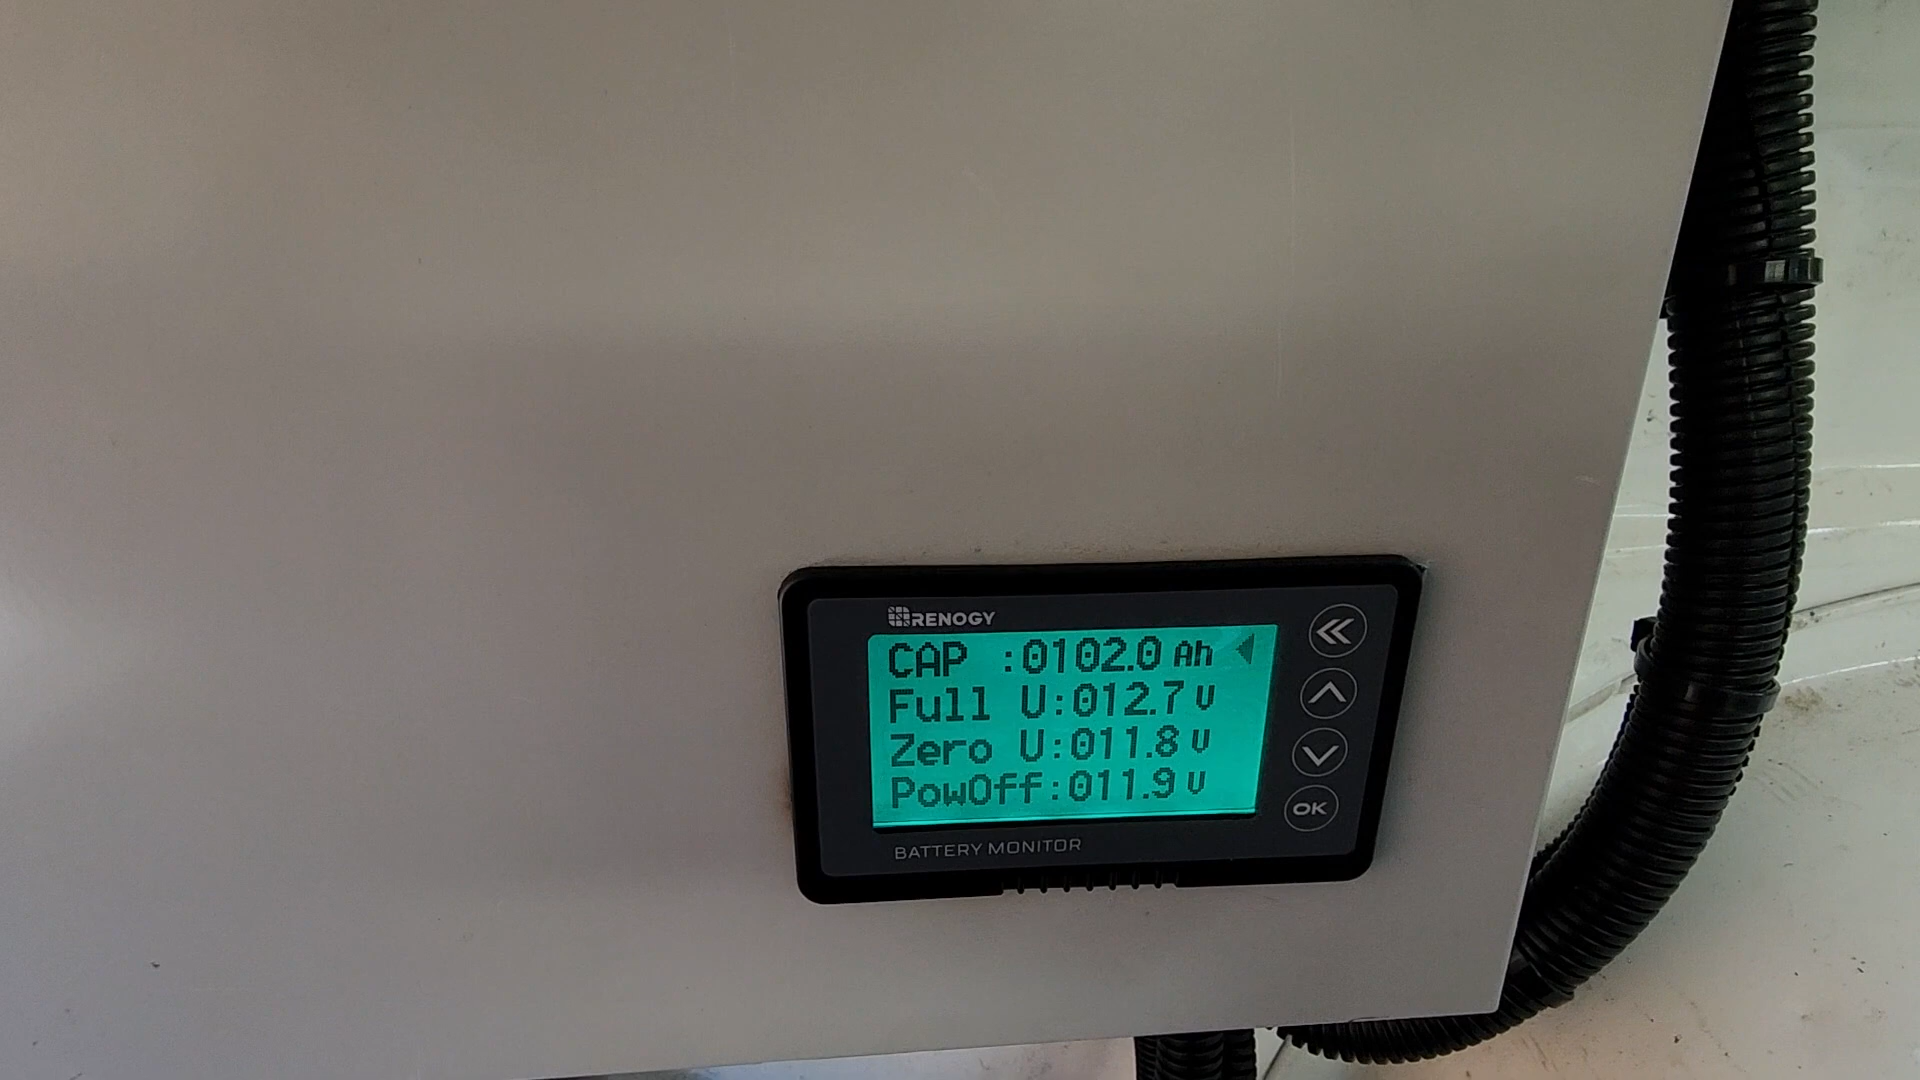 RENOGY
CAP :0102.0 Ah
Full U:012.7 V
Zero U:011.8 V
PowOff:011.9 V
OK
BATTERY MONITOR